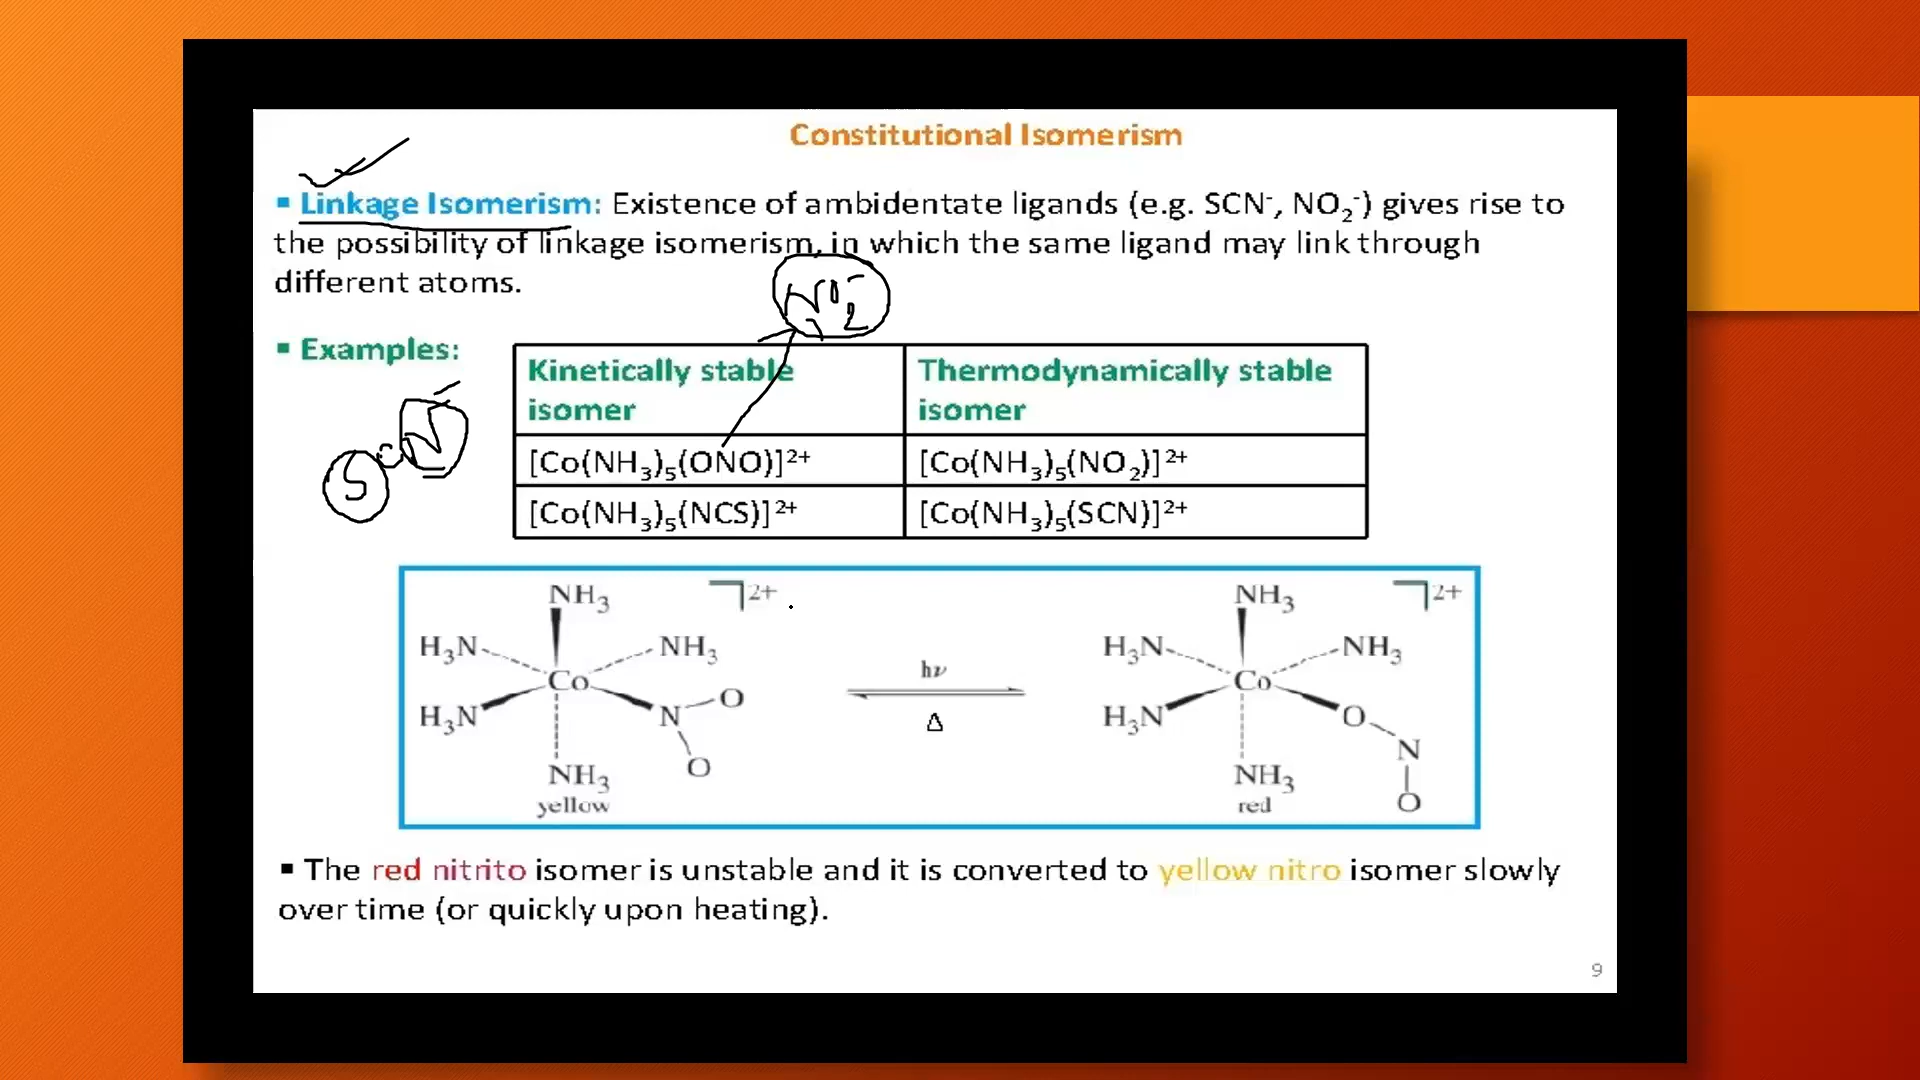 Constitutional Isomerism
▪ Linkage Isomerism: Existence of ambidentate ligands (e.g. SCN⁻, NO₂⁻) gives rise to
the possibility of linkage isomerism, in which the same ligand may link through
different atoms.
NO₂⁻
▪ Examples:
Kinetically stable isomer
Thermodynamically stable isomer
SCN⁻
[Co(NH₃)₅(ONO)]²⁺
[Co(NH₃)₅(NO₂)]²⁺
[Co(NH₃)₅(NCS)]²⁺
[Co(NH₃)₅(SCN)]²⁺
NH₃ 2+
H₃N NH₃
Co
H₃N N O
O
NH₃
yellow
hν
Δ
NH₃ 2+
H₃N NH₃
Co
H₃N O
N
NH₃ O
red
▪ The red nitrito isomer is unstable and it is converted to yellow nitro isomer slowly
over time (or quickly upon heating).
9